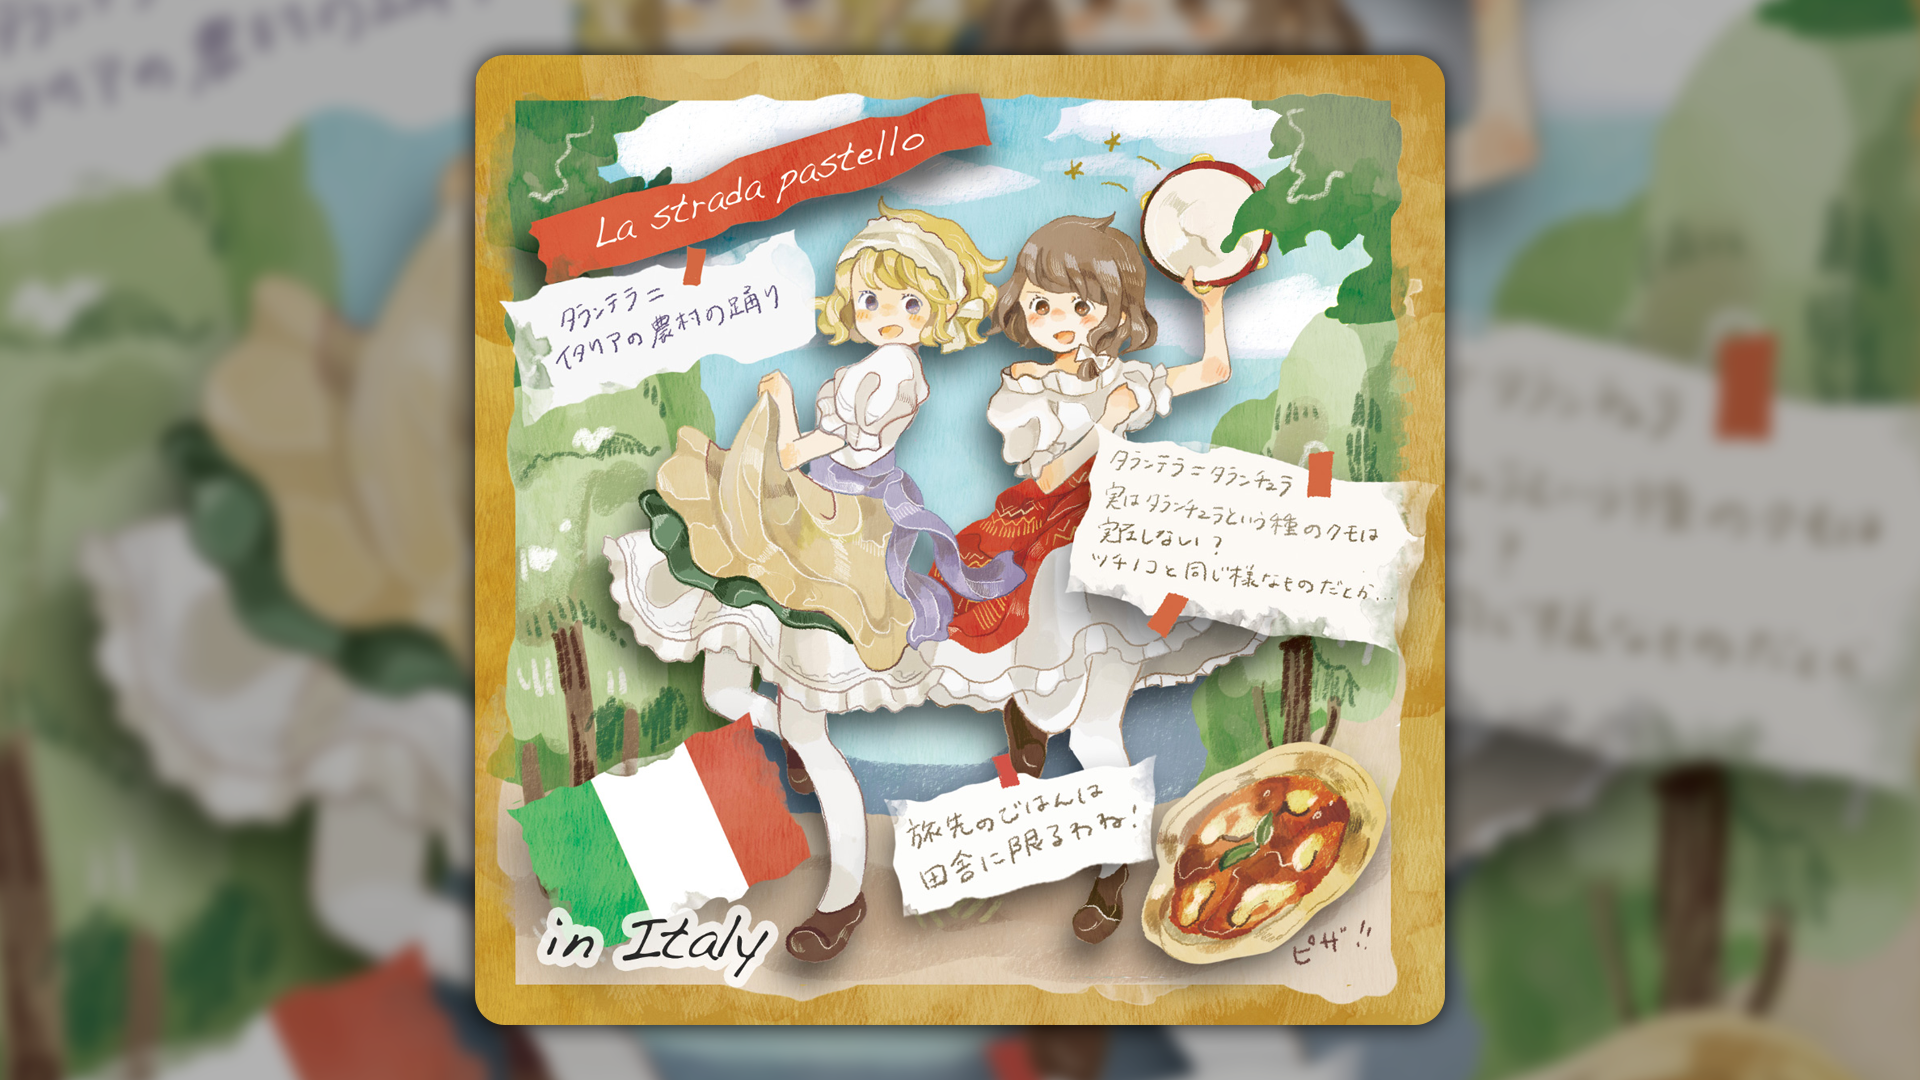 La strada pastello
タランテラ＝
イタリアの農村の踊り
タランテラ＝タランチュラ
実はタランチュラという種のクモは
実在しない？
ツチノコと同じ様なものだとか…
旅先のごはんは
田舎に限るわね！
in Italy
ピザ!!